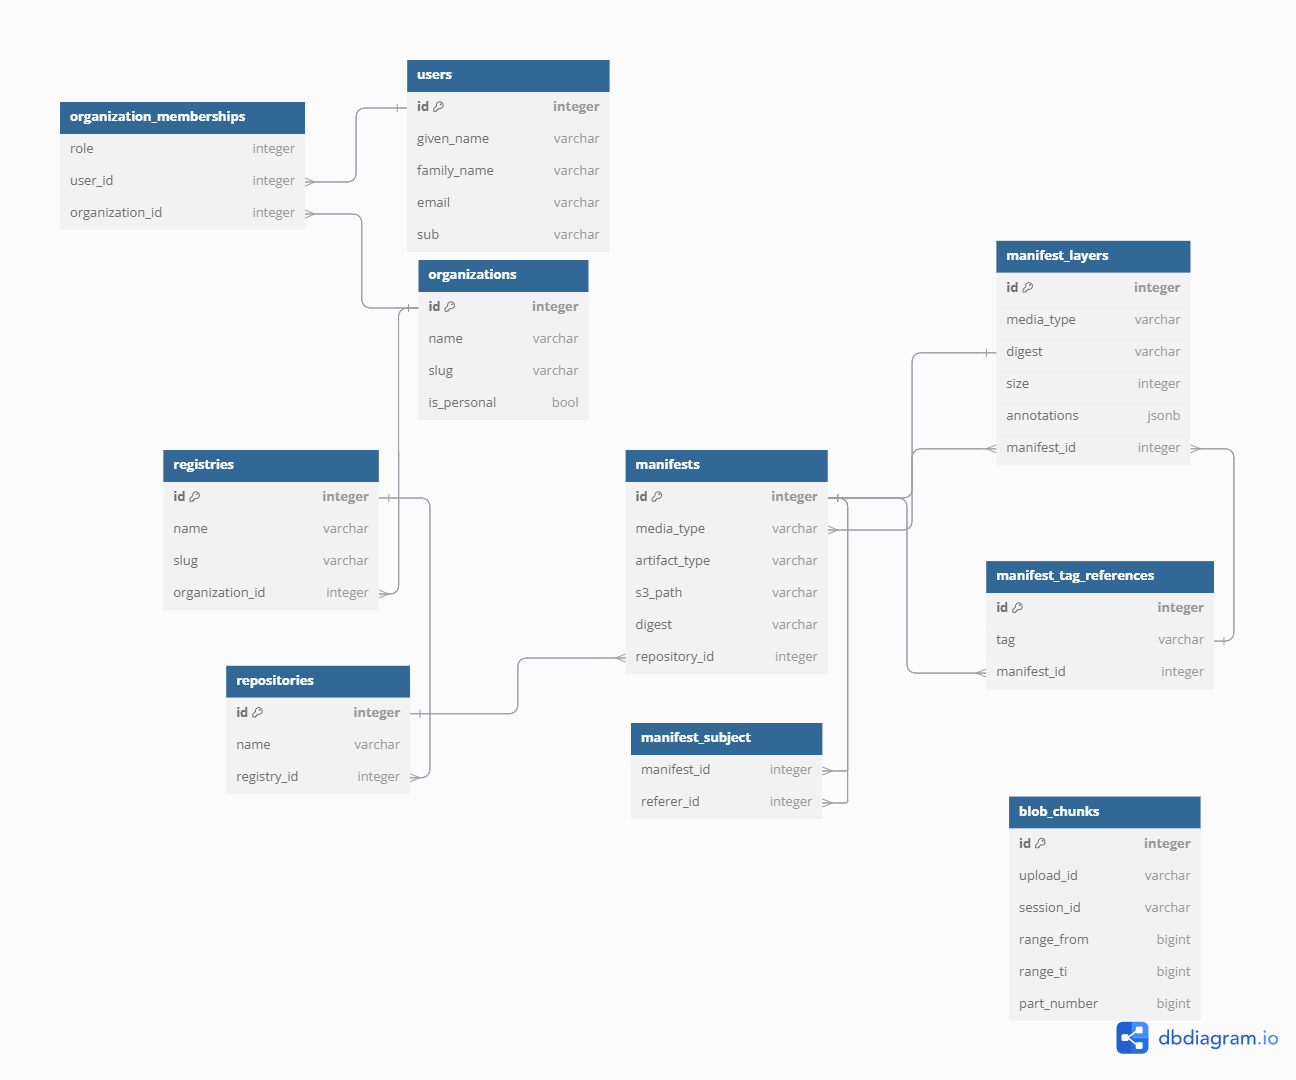 users
id integer
given_name varchar
family_name varchar
email varchar
sub varchar
organization_memberships
role integer
user_id integer
organization_id integer
organizations
id integer
name varchar
slug varchar
is_personal bool
manifest_layers
id integer
media_type varchar
digest varchar
size integer
annotations jsonb
manifest_id integer
registries
id integer
name varchar
slug varchar
organization_id integer
manifests
id integer
media_type varchar
artifact_type varchar
s3_path varchar
digest varchar
repository_id integer
manifest_tag_references
id integer
tag varchar
manifest_id integer
repositories
id integer
name varchar
registry_id integer
manifest_subject
manifest_id integer
referer_id integer
blob_chunks
id integer
upload_id varchar
session_id varchar
range_from bigint
range_ti bigint
part_number bigint
dbdiagram.io